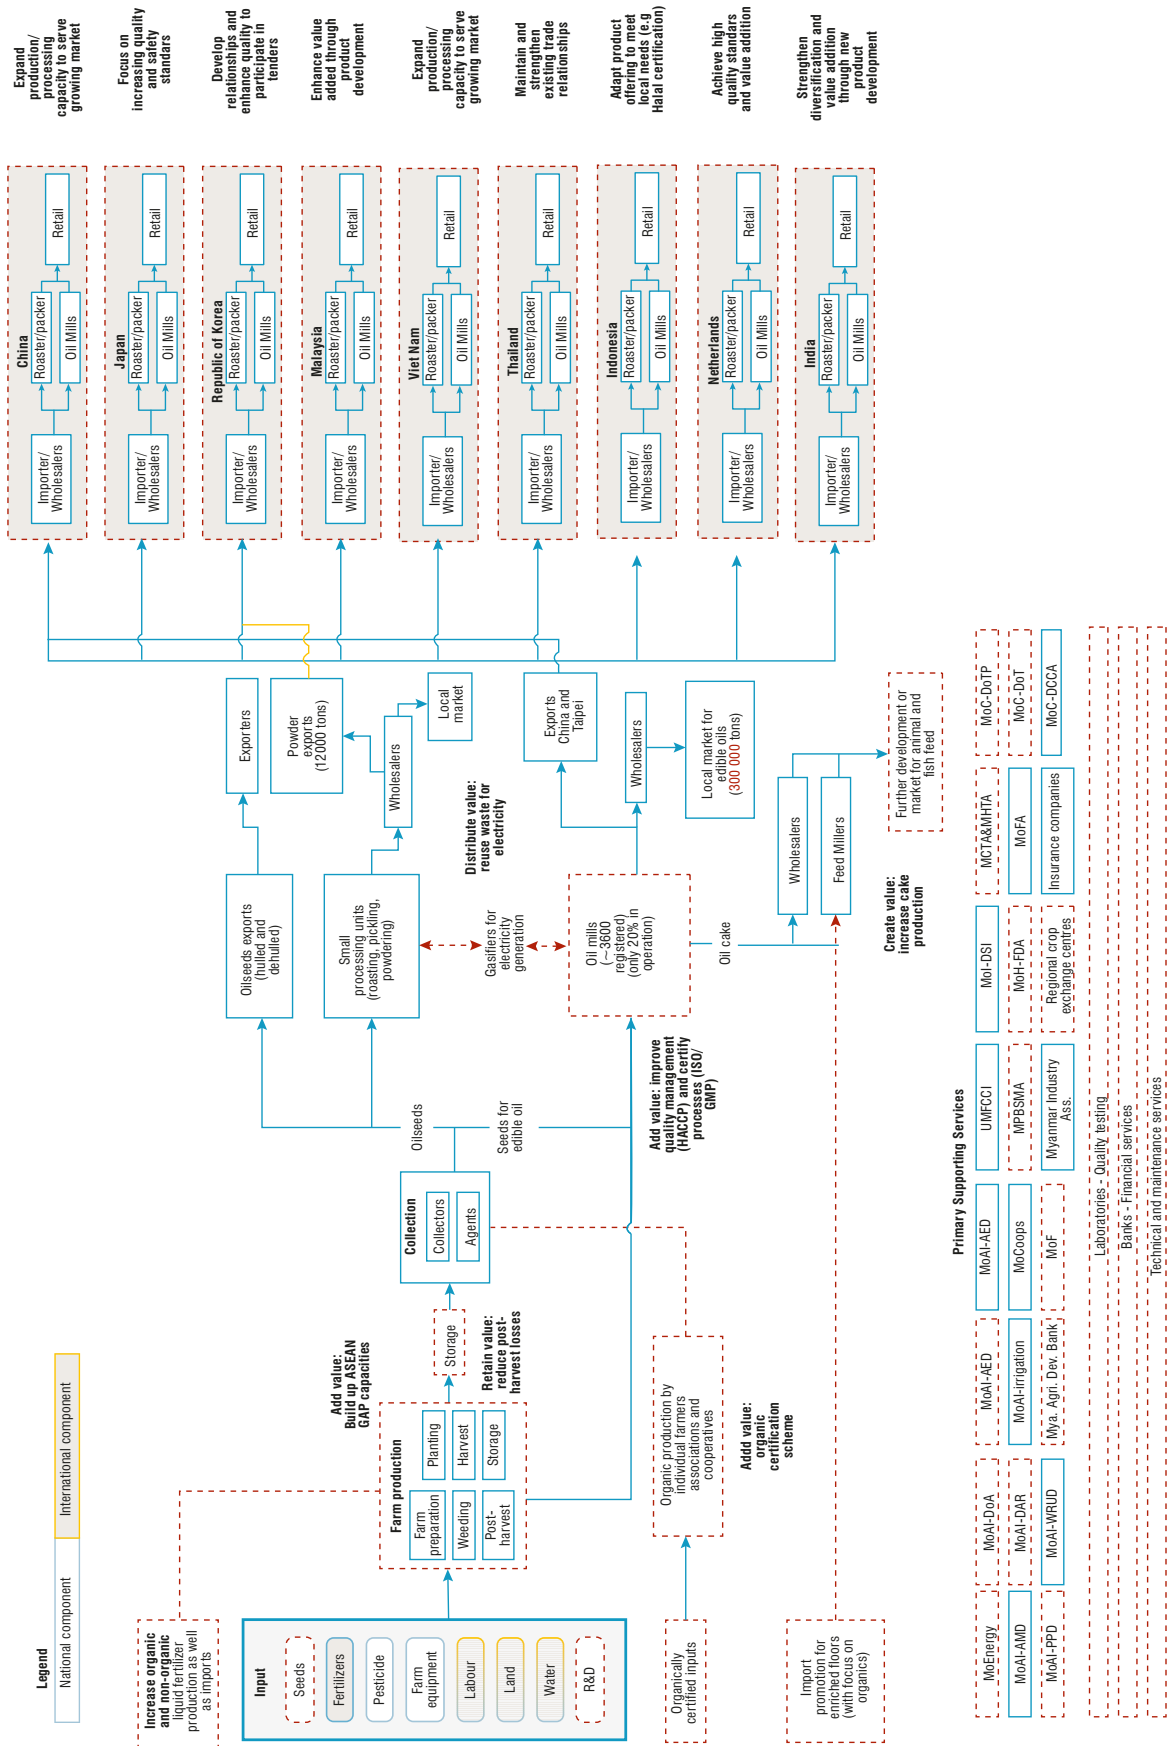 Legend
National component
International component
Increase organic
and non-organic
liquid fertilizer
production as well
as imports
Input
Seeds
Fertilizers
Pesticide
Farm
equipment
Labour
Land
Water
R&D
Farm production
Farm
preparation
Planting
Weeding
Harvest
Post-
harvest
Storage
Add value:
Build up ASEAN
GAP capacities
Storage
Retain value:
reduce post-
harvest losses
Collection
Collectors
Agents
Organically
certified inputs
Organic production by
individual farmers
associations and
cooperatives
Addd value:
organic
certification
scheme
Import
promotion for
enriched floors
(with focus on
organics)
Oilseeds
Seeds for
edible oil
Oilseeds exports
(hulled and
dehulled)
Small
processing units
(roasting, pickling,
powdering)
Gasifiers for
electricity
generation
Distribute value:
reuse waste for
electricity
Oil mills
(~3600
registered)
(only 20% in
operation)
Add value: improve
quality management
(HACCP) and certify
processes (ISO/
GMP)
Oil cake
Exporters
Powder
exports
(12000 tons)
Wholesalers
Local
market
Exports
China and
Taipei
Wholesalers
Local market for
edible oils
(300 000 tons)
Wholesalers
Feed Millers
Create value:
increase cake
production
Further development or
market for animal and
fish feed
China
Importer/
Wholesalers
Roaster/packer
Oil Mills
Retail
Expand
production/
processing
capacity to serve
growing market
Japan
Importer/
Wholesalers
Roaster/packer
Oil Mills
Retail
Focus on
increasing quality
and safety
standars
Republic of Korea
Importer/
Wholesalers
Roaster/packer
Oil Mills
Retail
Develop
relationships and
enhance quality to
participate in
tenders
Malaysia
Importer/
Wholesalers
Roaster/packer
Oil Mills
Retail
Enhance value
added through
product
development
Viet Nam
Importer/
Wholesalers
Roaster/packer
Oil Mills
Retail
Expand
production/
processing
capacity to serve
growing market
Thailand
Importer/
Wholesalers
Roaster/packer
Oil Mills
Retail
Maintain and
strengthen
existing trade
relationships
Indonesia
Importer/
Wholesalers
Roaster/packer
Oil Mills
Retail
Adapt product
offering to meet
local needs (e.g
Halal certification)
Netherlands
Importer/
Wholesalers
Roaster/packer
Oil Mills
Retail
Achieve high
quality standars
and value addition
India
Importer/
Wholesalers
Roaster/packer
Oil Mills
Retail
Strengthen
diversification and
value addition
through new
product
development
Primary Supporting Services
MoEnergy
MoAI-DoA
MoAI-AED
MoAI-AED
UMFCCI
MoI-DSI
MCTA&MHTA
MoC-DoTP
MoAI-AMD
MoAI-DAR
MoAI-irrigation
MoCoops
MPBSMA
MoH-FDA
MoFA
MoC-DoT
MoAI-PPD
MoAI-WRUD
Mya. Agri. Dev. Bank
MoF
Myanmar Industry
Ass.
Regional crop
exchange centres
Insurance companies
MoC-DCCA
Laboratories - Quality testing
Banks - Financial services
Technical and maintenance services